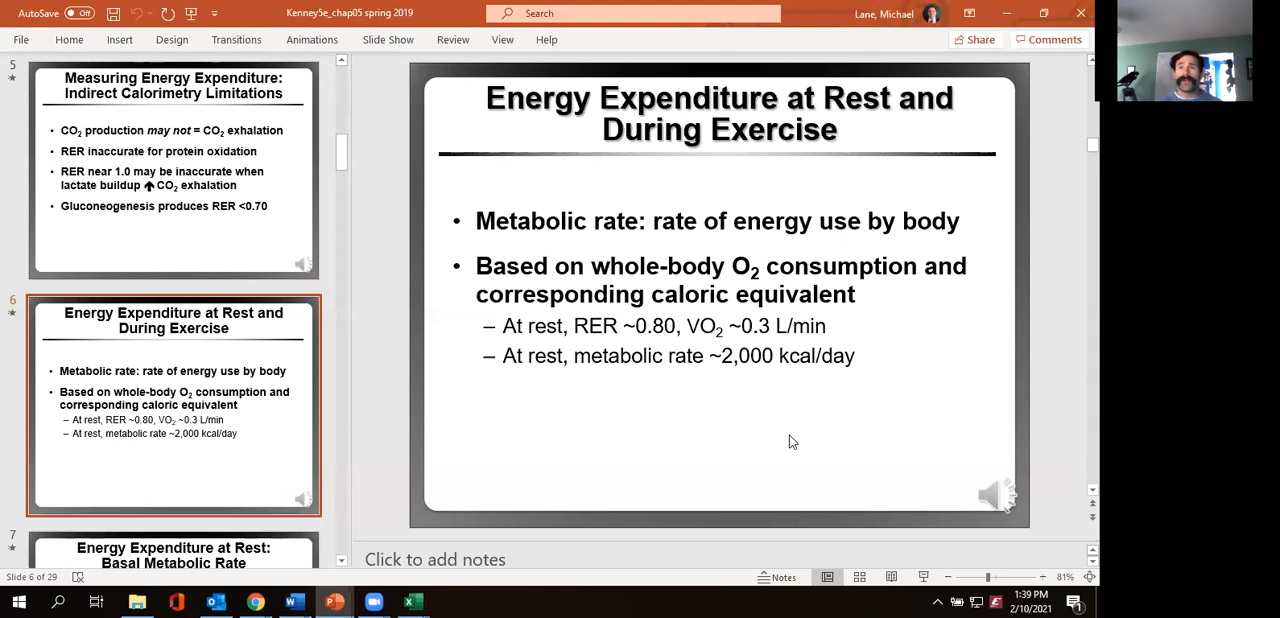 AutoSave Off
Kenney5e_chap05 spring 2019
Search
Lane, Michael
File Home Insert Design Transitions Animations Slide Show Review View Help
Share Comments
5
Measuring Energy Expenditure:
Indirect Calorimetry Limitations
• CO₂ production may not = CO₂ exhalation
• RER inaccurate for protein oxidation
• RER near 1.0 may be inaccurate when
lactate buildup ↑ CO₂ exhalation
• Gluconeogenesis produces RER <0.70
6
Energy Expenditure at Rest and
During Exercise
• Metabolic rate: rate of energy use by body
• Based on whole-body O₂ consumption and
corresponding caloric equivalent
– At rest, RER ~0.80, VO₂ ~0.3 L/min
– At rest, metabolic rate ~2,000 kcal/day
7
Energy Expenditure at Rest:
Basal Metabolic Rate
Energy Expenditure at Rest and
During Exercise
• Metabolic rate: rate of energy use by body
• Based on whole-body O₂ consumption and
corresponding caloric equivalent
– At rest, RER ~0.80, VO₂ ~0.3 L/min
– At rest, metabolic rate ~2,000 kcal/day
Click to add notes
Slide 6 of 29
Notes
81%
1:39 PM
2/10/2021
1